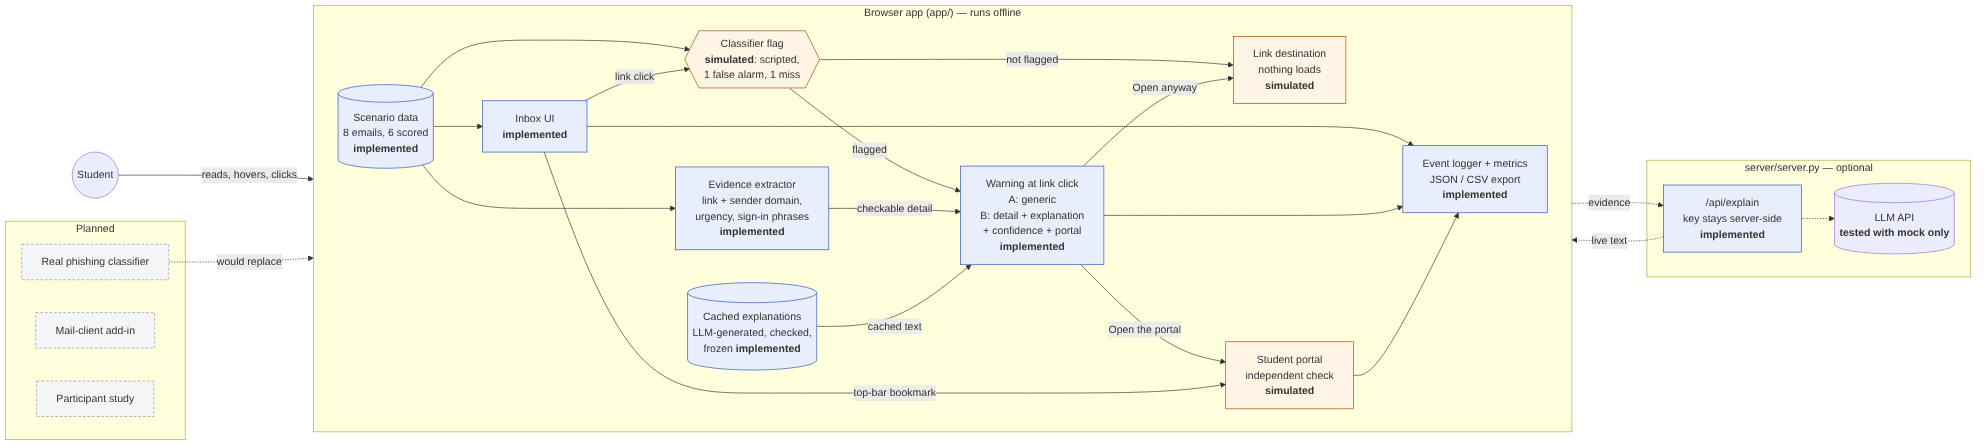 Browser app (app/) — runs offline
Classifier flag
simulated: scripted,
1 false alarm, 1 miss
not flagged
Link destination
nothing loads
simulated
link click
Open anyway
Scenario data
8 emails, 6 scored
implemented
Inbox UI
implemented
flagged
Student
reads, hovers, clicks
Evidence extractor
link + sender domain,
urgency, sign-in phrases
implemented
checkable detail
Warning at link click
A: generic
B: detail + explanation
+ confidence + portal
implemented
Event logger + metrics
JSON / CSV export
implemented
server/server.py — optional
evidence
/api/explain
key stays server-side
implemented
LLM API
tested with mock only
live text
Planned
Real phishing classifier
would replace
Mail-client add-in
Participant study
Cached explanations
LLM-generated, checked,
frozen implemented
cached text
Open the portal
top-bar bookmark
Student portal
independent check
simulated